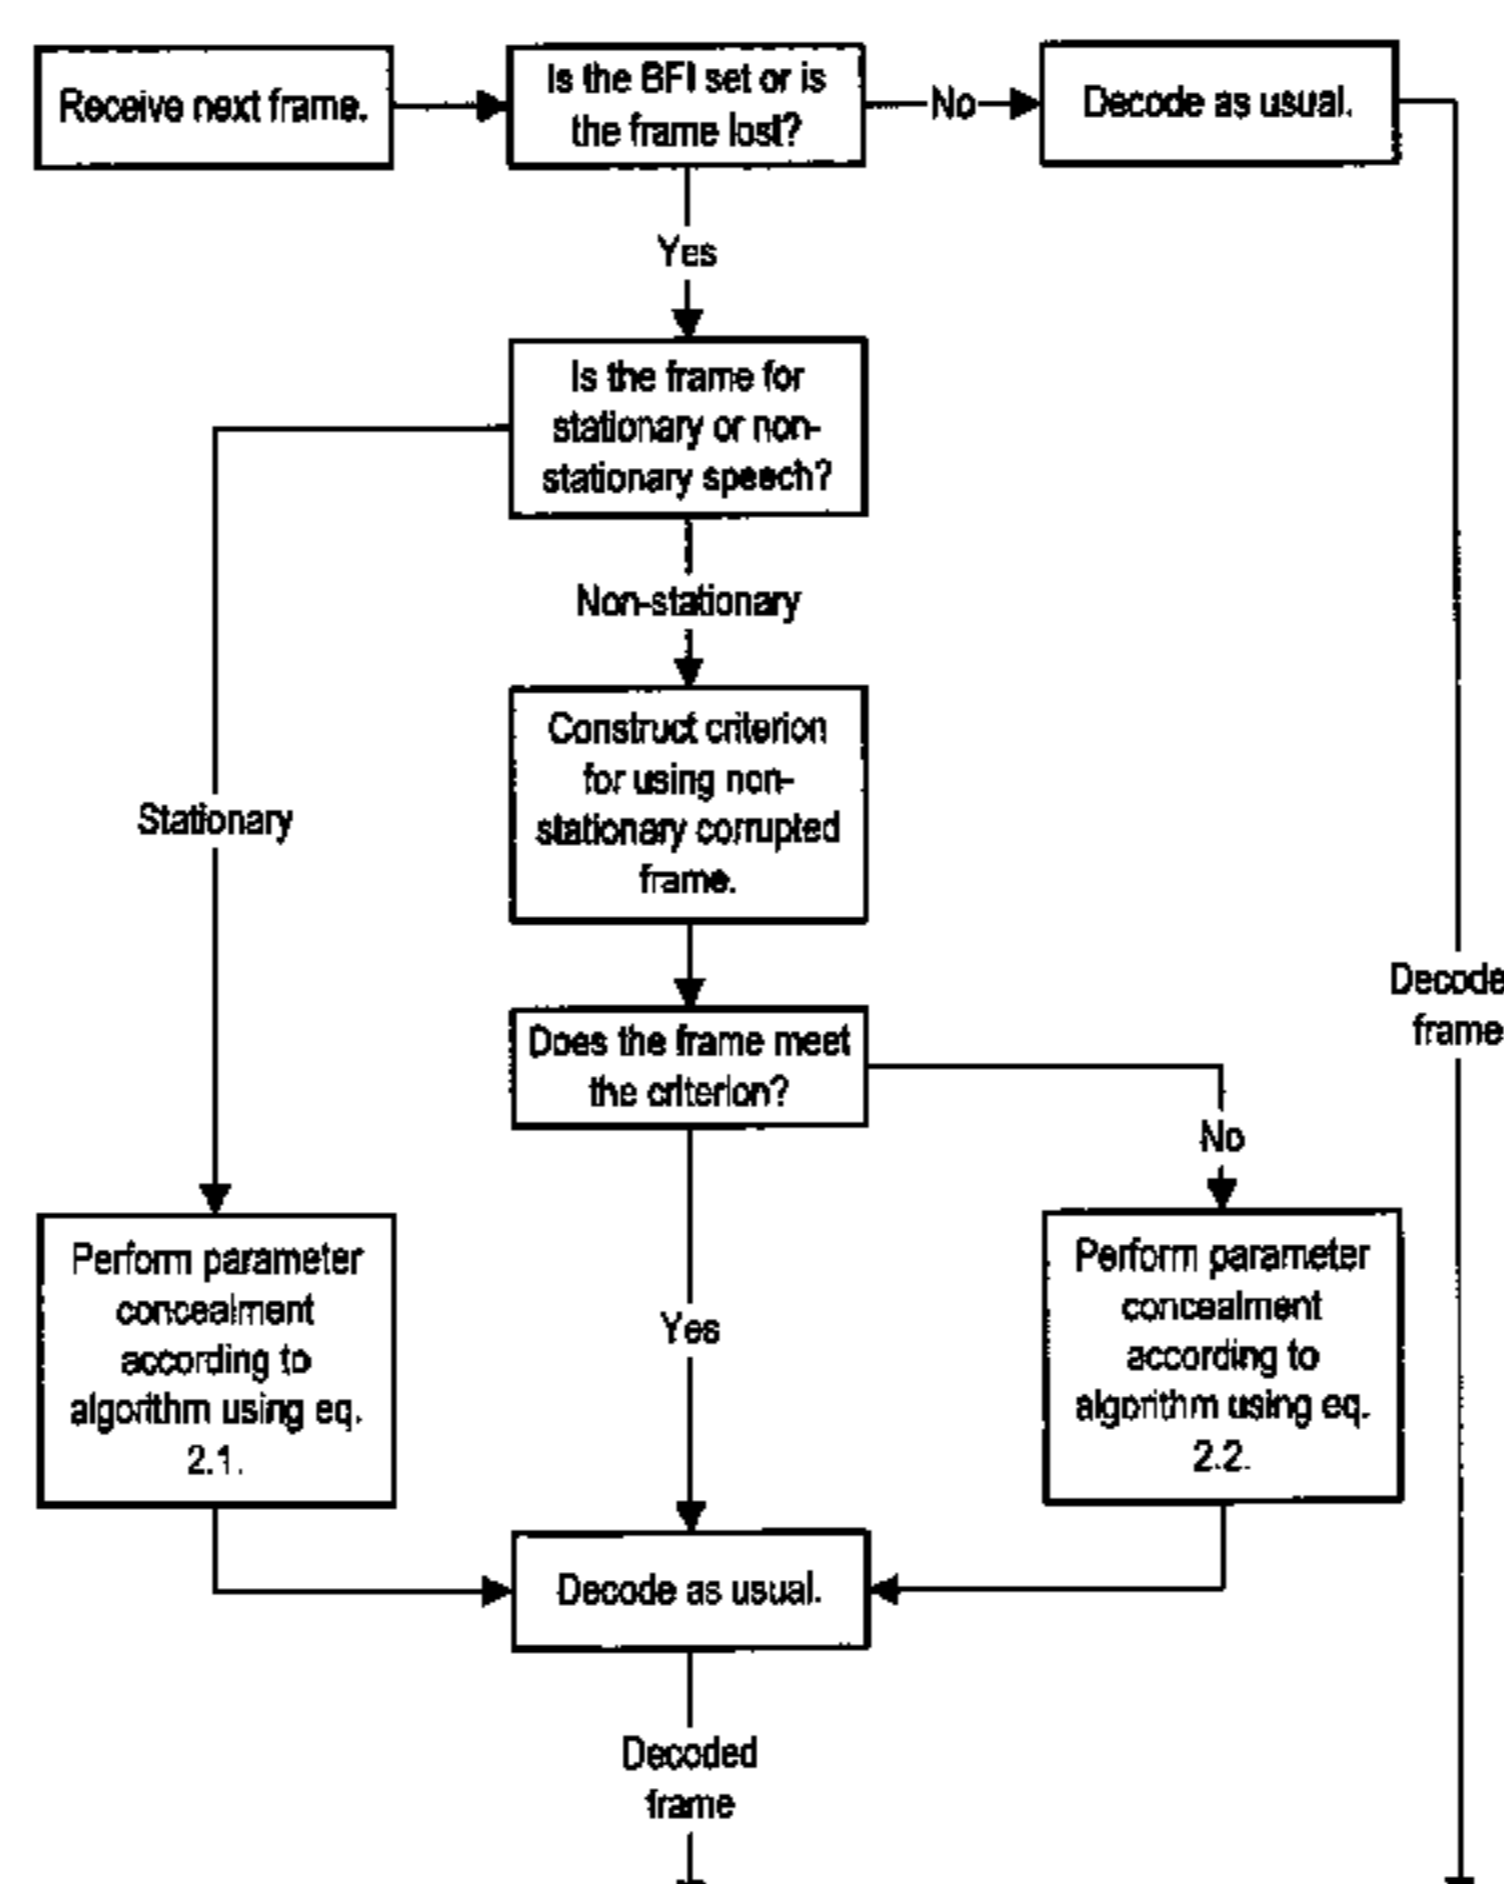 Receive next frame.
Is the BFI set or is
the frame lost?
No
Decode as usual.
Yes
Is the frame for
stationary or non-
stationary speech?
Non-stationary
Construct criterion
for using non-
stationary corrupted
frame.
Stationary
Decode
frame
Does the frame meet
the criterion?
No
Perform parameter
concealment
according to
algorithm using eq.
2.1.
Yes
Perform parameter
concealment
according to
algorithm using eq.
2.2.
Decode as usual.
Decoded
frame